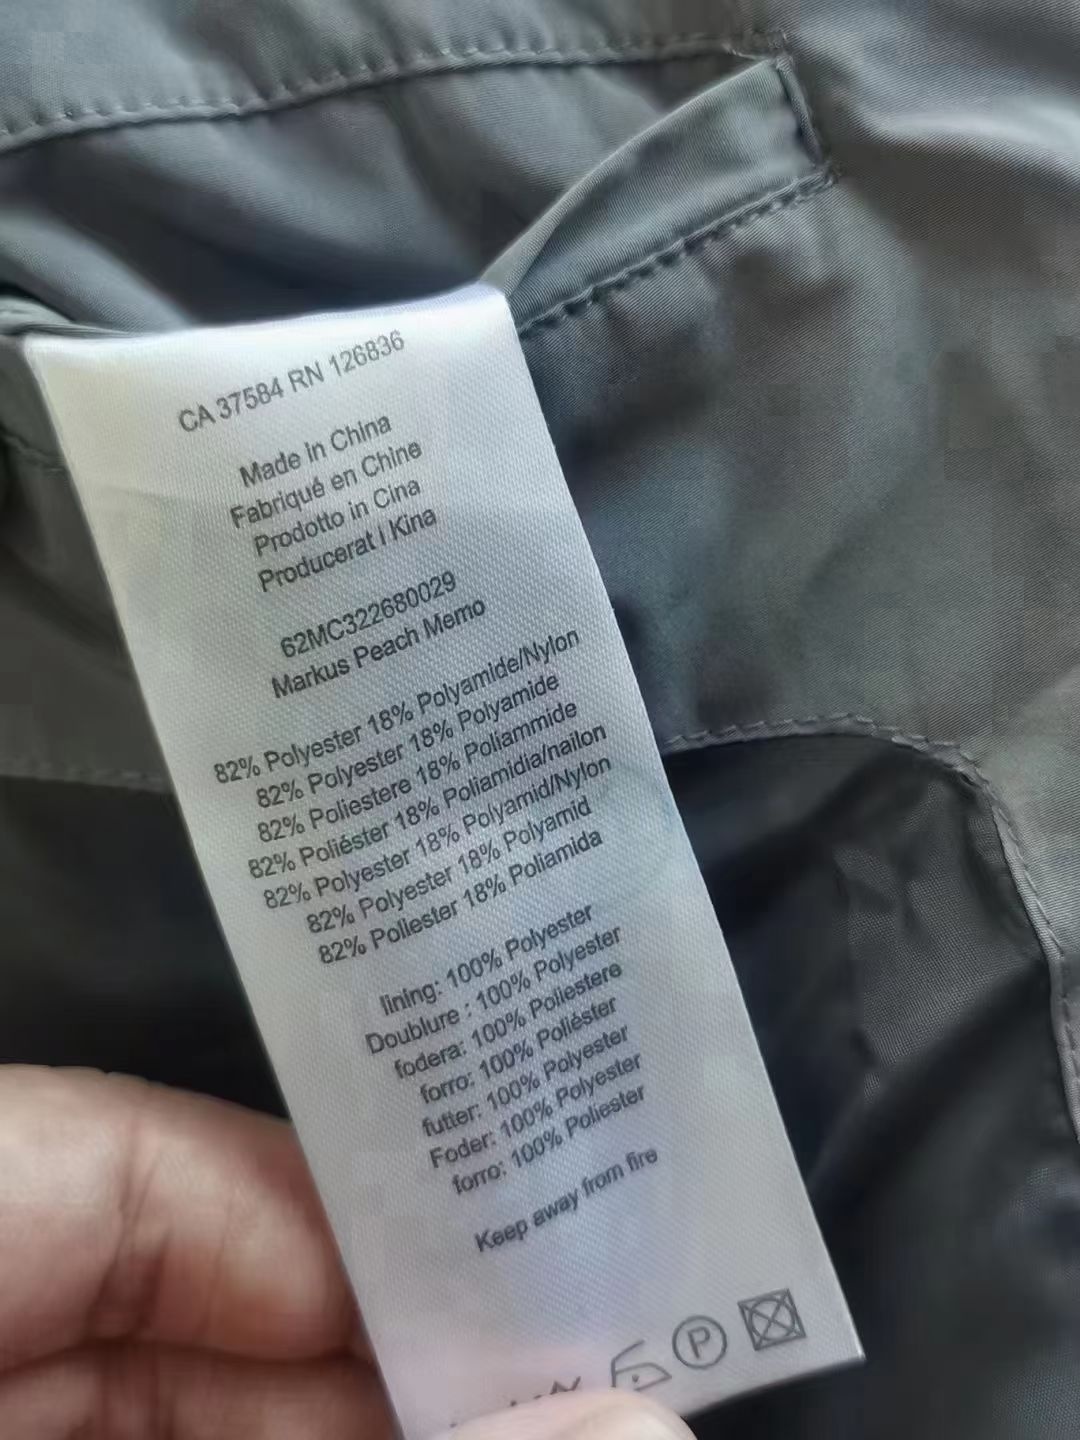 CA 37584 RN 126836
Made in China
Fabriqué en Chine
Prodotto in Cina
Producerat i Kina
62MC322680029
Markus Peach Memo
82% Polyester 18% Polyamide/Nylon
82% Polyester 18% Polyamide
82% Poliestere 18% Poliammide
82% Poliéster 18% Poliamidia/nailon
82% Polyester 18% Polyamid/Nylon
82% Polyester 18% Polyamid
82% Poliester 18% Poliamida
lining: 100% Polyester
Doublure : 100% Polyester
fodera: 100% Poliestere
forro: 100% Poliéster
futter: 100% Polyester
Foder: 100% Polyester
forro: 100% Poliester
Keep away from fire
P